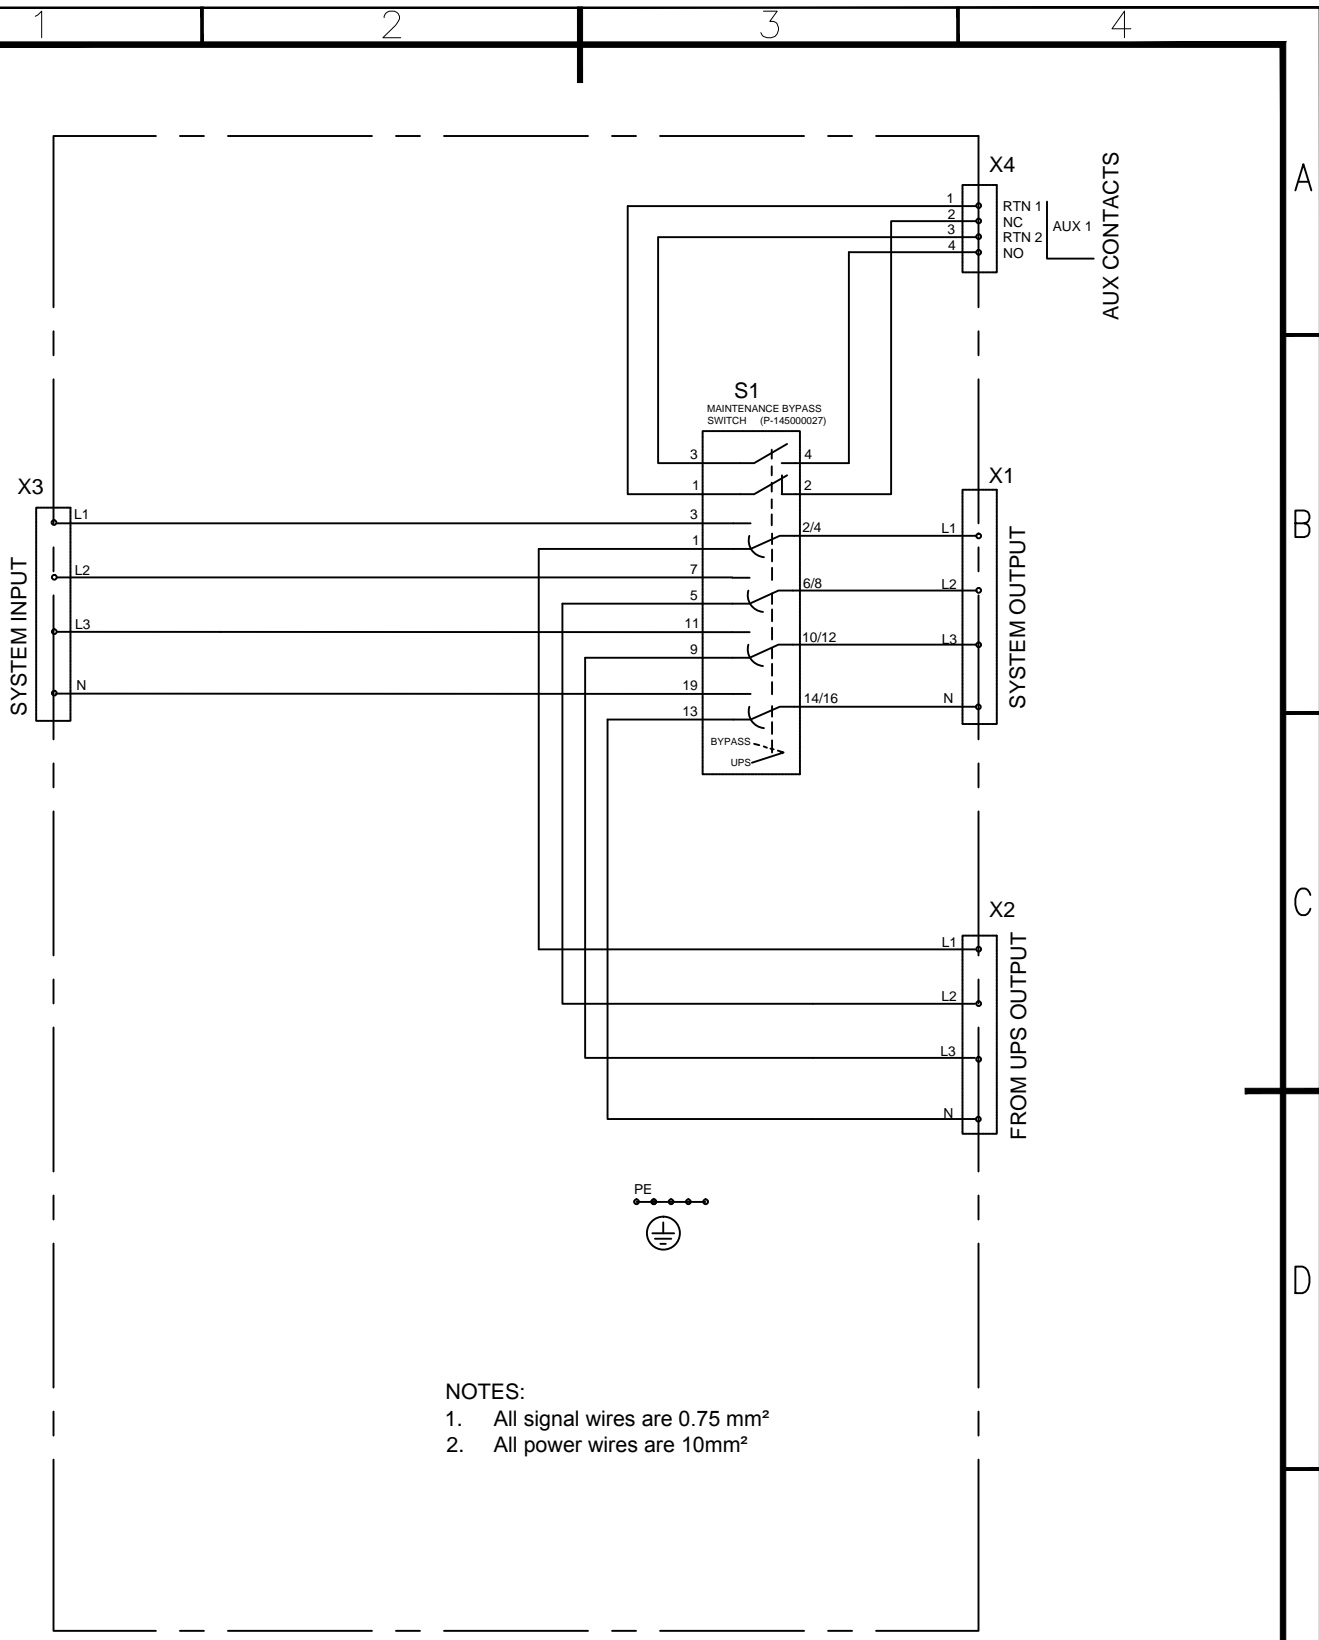 1 2 3 4
A
B
C
D
X4
1 RTN 1
2 NC
3 RTN 2
4 NO
AUX 1
AUX CONTACTS
S1
MAINTENANCE BYPASS
SWITCH (P-145000027)
3 4
1 2
X3
SYSTEM INPUT
L1
L2
L3
N
3
1 2/4
7
5 6/8
11
9 10/12
19
13 14/16
BYPASS
UPS
X1
L1
L2
L3
N
SYSTEM OUTPUT
X2
L1
L2
L3
N
FROM UPS OUTPUT
PE
NOTES:
1. All signal wires are 0.75 mm²
2. All power wires are 10mm²